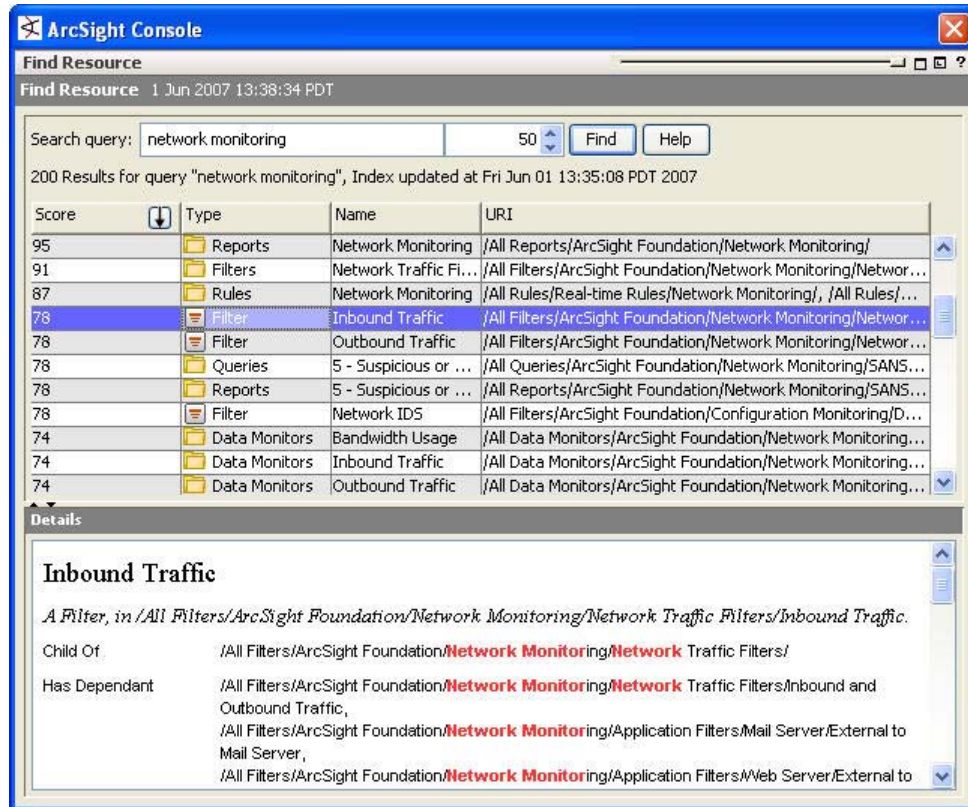 ArcSight Console
Find Resource
Find Resource 1 Jun 2007 13:38:34 PDT
Search query: network monitoring 50 Find Help
200 Results for query "network monitoring", Index updated at Fri Jun 01 13:35:08 PDT 2007
Score Type Name URI
95 Reports Network Monitoring /All Reports/ArcSight Foundation/Network Monitoring/
91 Filters Network Traffic Fi... /All Filters/ArcSight Foundation/Network Monitoring/Networ...
87 Rules Network Monitoring /All Rules/Real-time Rules/Network Monitoring/, /All Rules/...
78 Filter Inbound Traffic /All Filters/ArcSight Foundation/Network Monitoring/Networ...
78 Filter Outbound Traffic /All Filters/ArcSight Foundation/Network Monitoring/Networ...
78 Queries 5 - Suspicious or ... /All Queries/ArcSight Foundation/Network Monitoring/SANS...
78 Reports 5 - Suspicious or ... /All Reports/ArcSight Foundation/Network Monitoring/SANS...
78 Filter Network IDS /All Filters/ArcSight Foundation/Configuration Monitoring/D...
74 Data Monitors Bandwidth Usage /All Data Monitors/ArcSight Foundation/Network Monitoring...
74 Data Monitors Inbound Traffic /All Data Monitors/ArcSight Foundation/Network Monitoring...
74 Data Monitors Outbound Traffic /All Data Monitors/ArcSight Foundation/Network Monitoring...
Details
Inbound Traffic
A Filter, in /All Filters/ArcSight Foundation/Network Monitoring/Network Traffic Filters/Inbound Traffic.
Child Of /All Filters/ArcSight Foundation/Network Monitoring/Network Traffic Filters/
Has Dependant /All Filters/ArcSight Foundation/Network Monitoring/Network Traffic Filters/Inbound and
Outbound Traffic,
/All Filters/ArcSight Foundation/Network Monitoring/Application Filters/Mail Server/External to
Mail Server,
/All Filters/ArcSight Foundation/Network Monitoring/Application Filters/Web Server/External to